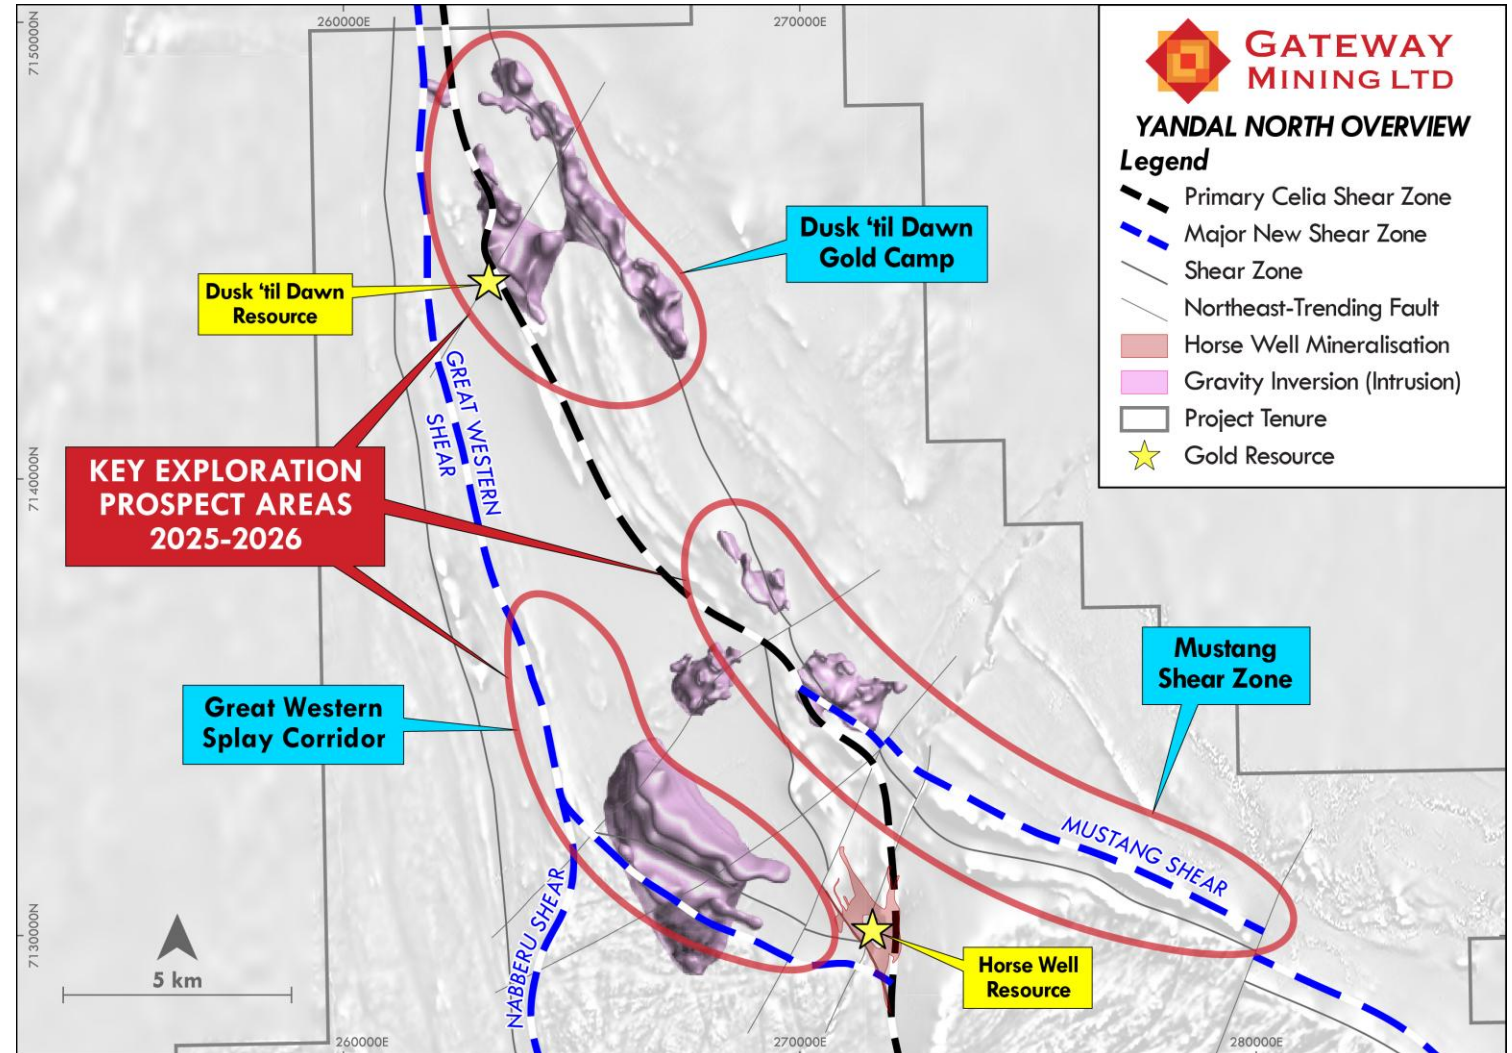 260000E
270000E
7150000N
7140000N
7130000N
GATEWAY
MINING LTD
YANDAL NORTH OVERVIEW
Legend
Primary Celia Shear Zone
Major New Shear Zone
Shear Zone
Northeast-Trending Fault
Horse Well Mineralisation
Gravity Inversion (Intrusion)
Project Tenure
Gold Resource
Dusk ‘til Dawn
Gold Camp
Dusk ‘til Dawn
Resource
GREAT WESTERN
SHEAR
KEY EXPLORATION
PROSPECT AREAS
2025-2026
Mustang
Shear Zone
Great Western
Splay Corridor
MUSTANG SHEAR
NABBERU SHEAR
Horse Well
Resource
5 km
260000E
270000E
280000E